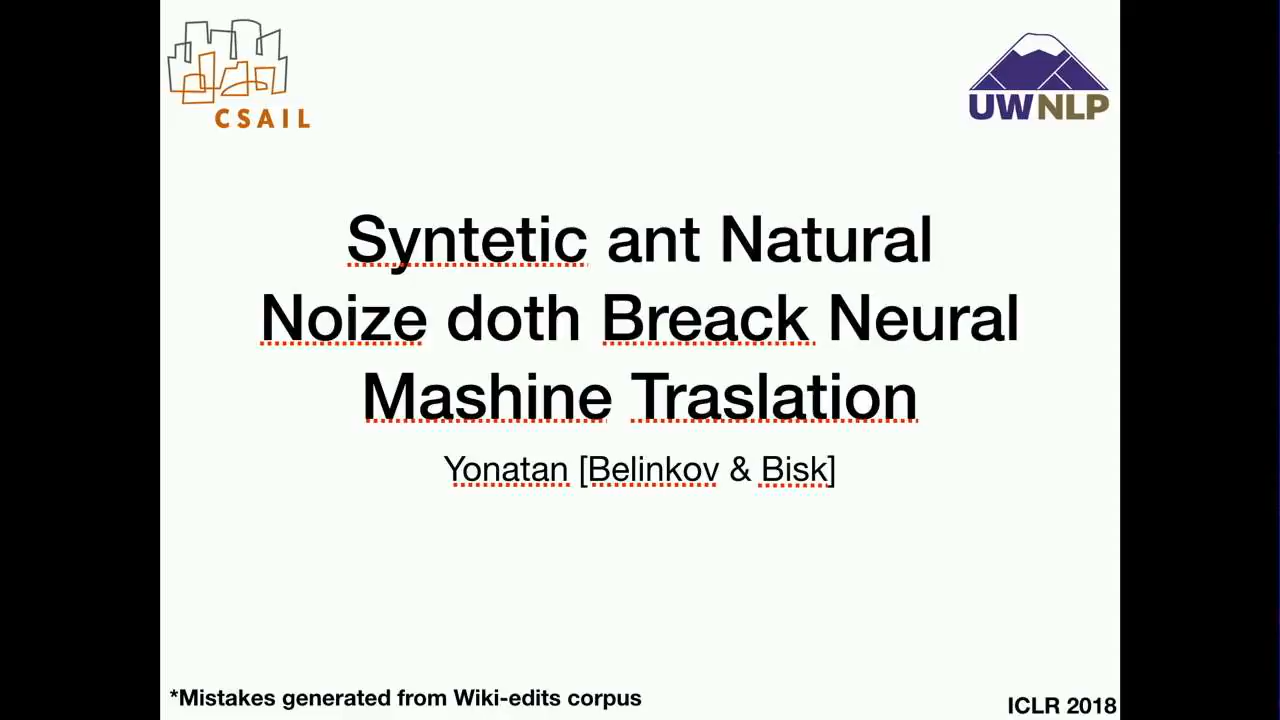 CSAIL
UWNLP
Syntetic ant Natural
Noize doth Breack Neural
Mashine Traslation
Yonatan [Belinkov & Bisk]
*Mistakes generated from Wiki-edits corpus
ICLR 2018